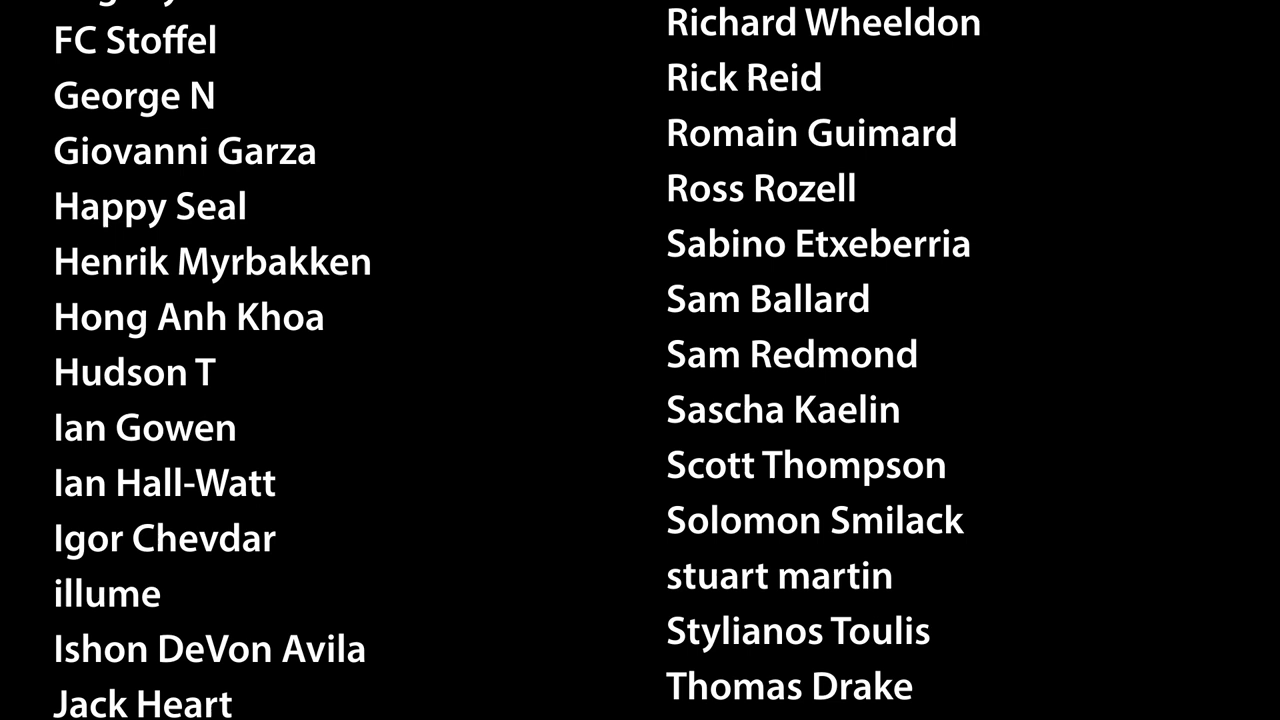 FC Stoffel
George N
Giovanni Garza
Happy Seal
Henrik Myrbakken
Hong Anh Khoa
Hudson T
Ian Gowen
Ian Hall-Watt
Igor Chevdar
illume
Ishon DeVon Avila
Jack Heart
Richard Wheeldon
Rick Reid
Romain Guimard
Ross Rozell
Sabino Etxeberria
Sam Ballard
Sam Redmond
Sascha Kaelin
Scott Thompson
Solomon Smilack
stuart martin
Stylianos Toulis
Thomas Drake